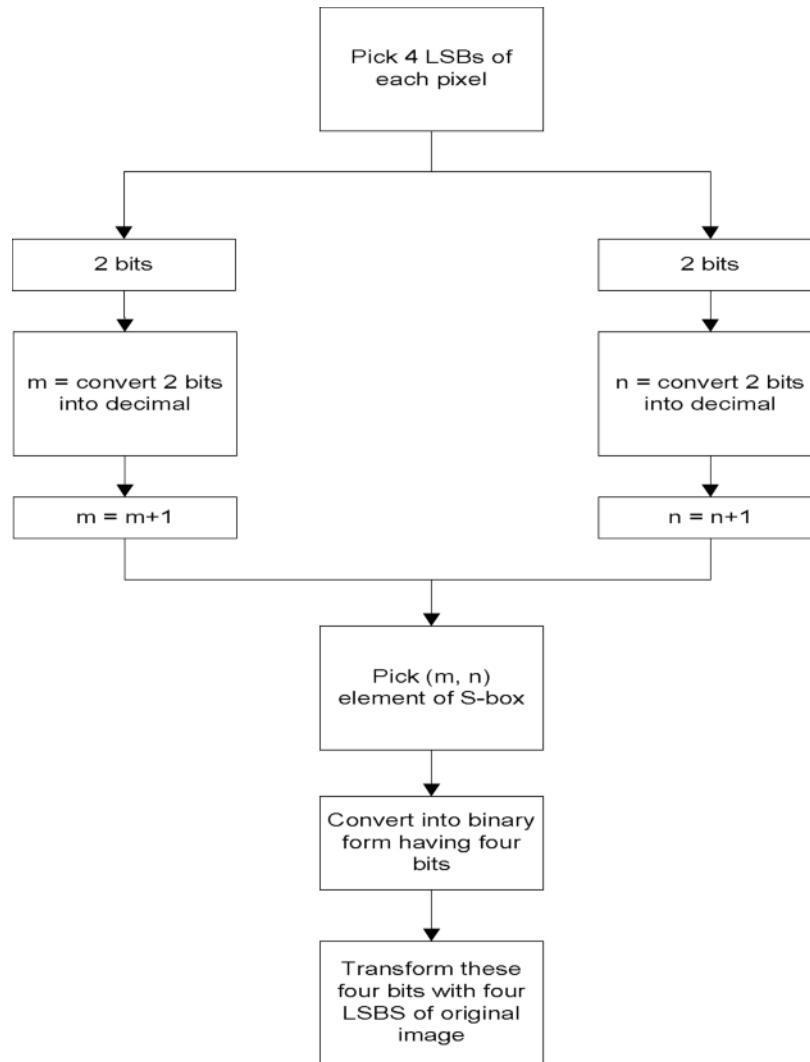 Pick 4 LSBs of
each pixel
2 bits
2 bits
m = convert 2 bits
into decimal
n = convert 2 bits
into decimal
m = m+1
n = n+1
Pick (m, n)
element of S-box
Convert into binary
form having four
bits
Transform these
four bits with four
LSBS of original
image